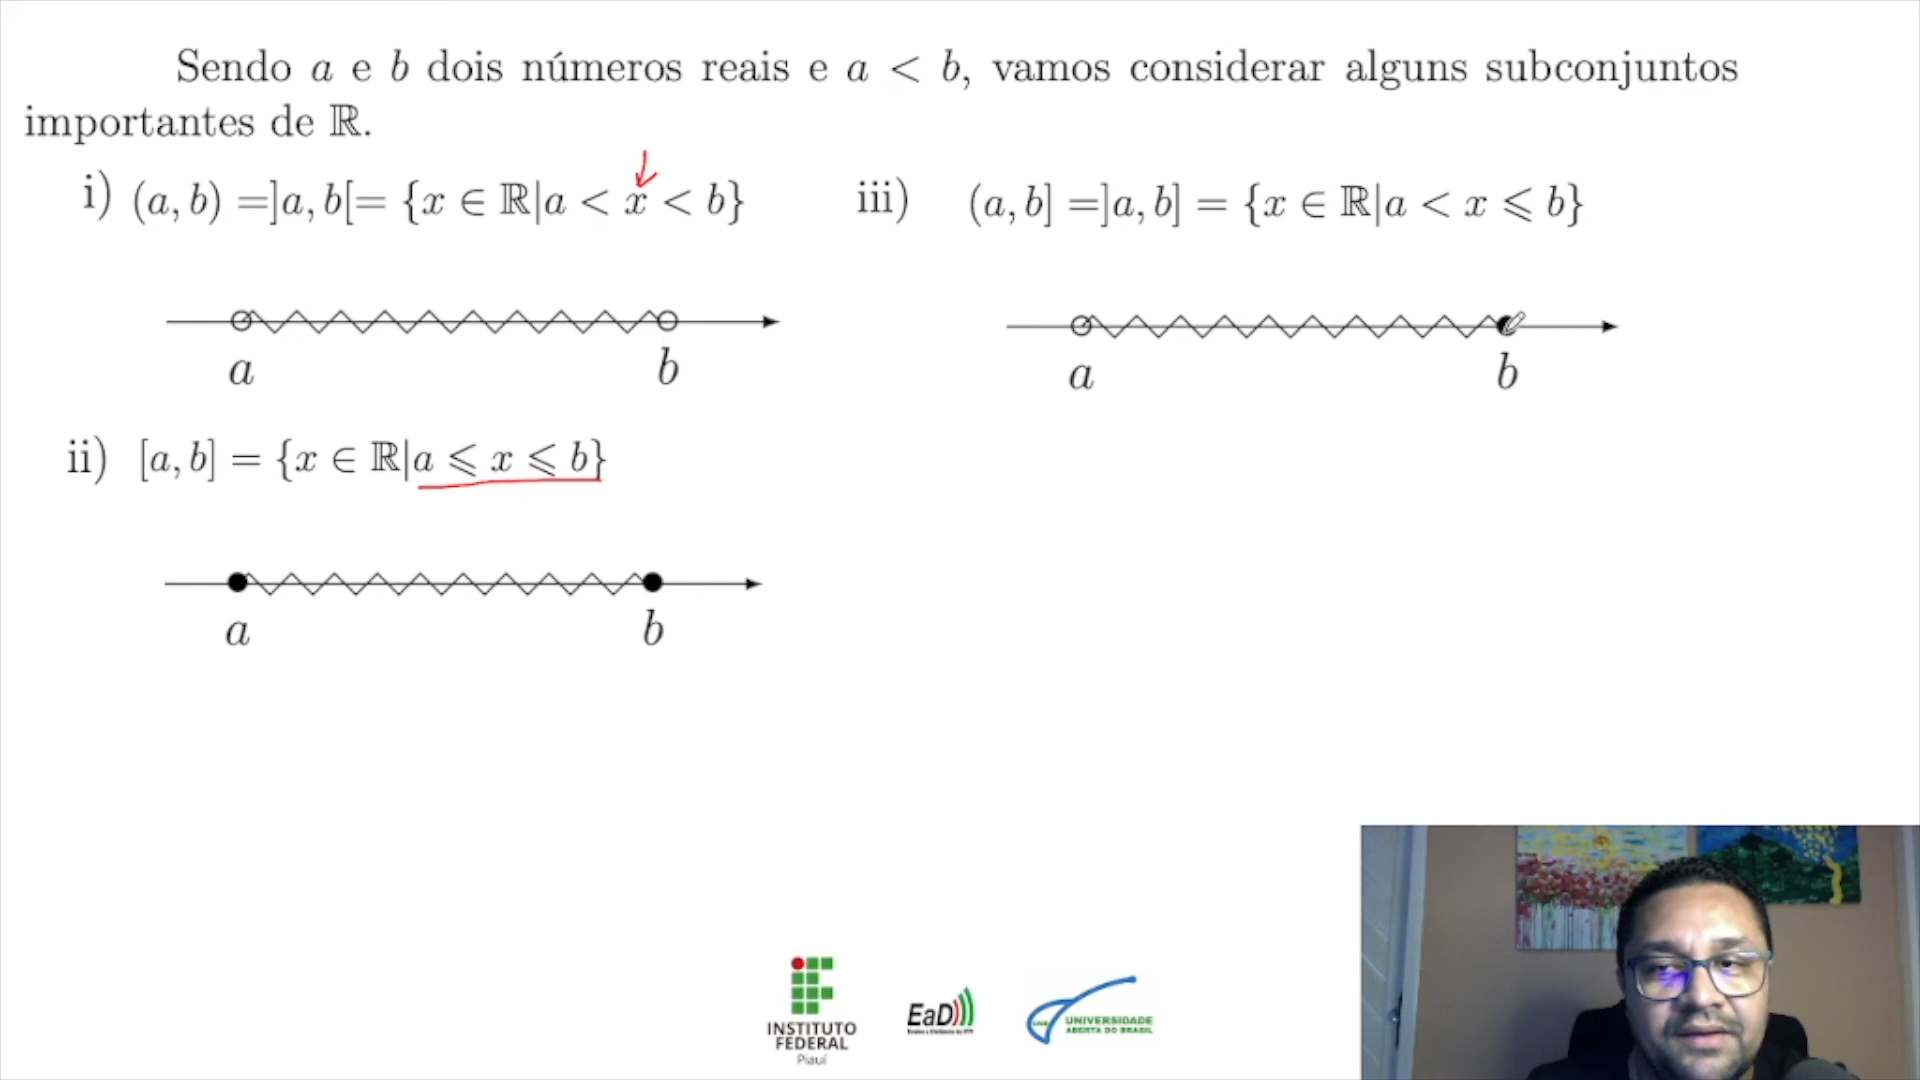 Sendo a e b dois números reais e a < b, vamos considerar alguns subconjuntos
importantes de ℝ.
i) (a, b) =]a, b[= {x ∈ ℝ|a < x < b}
a b
ii) [a, b] = {x ∈ ℝ|a ⩽ x ⩽ b}
a b
iii) (a, b] =]a, b] = {x ∈ ℝ|a < x ⩽ b}
a b
INSTITUTO
FEDERAL
Piauí
EaD
UNIVERSIDADE
ABERTA DO BRASIL